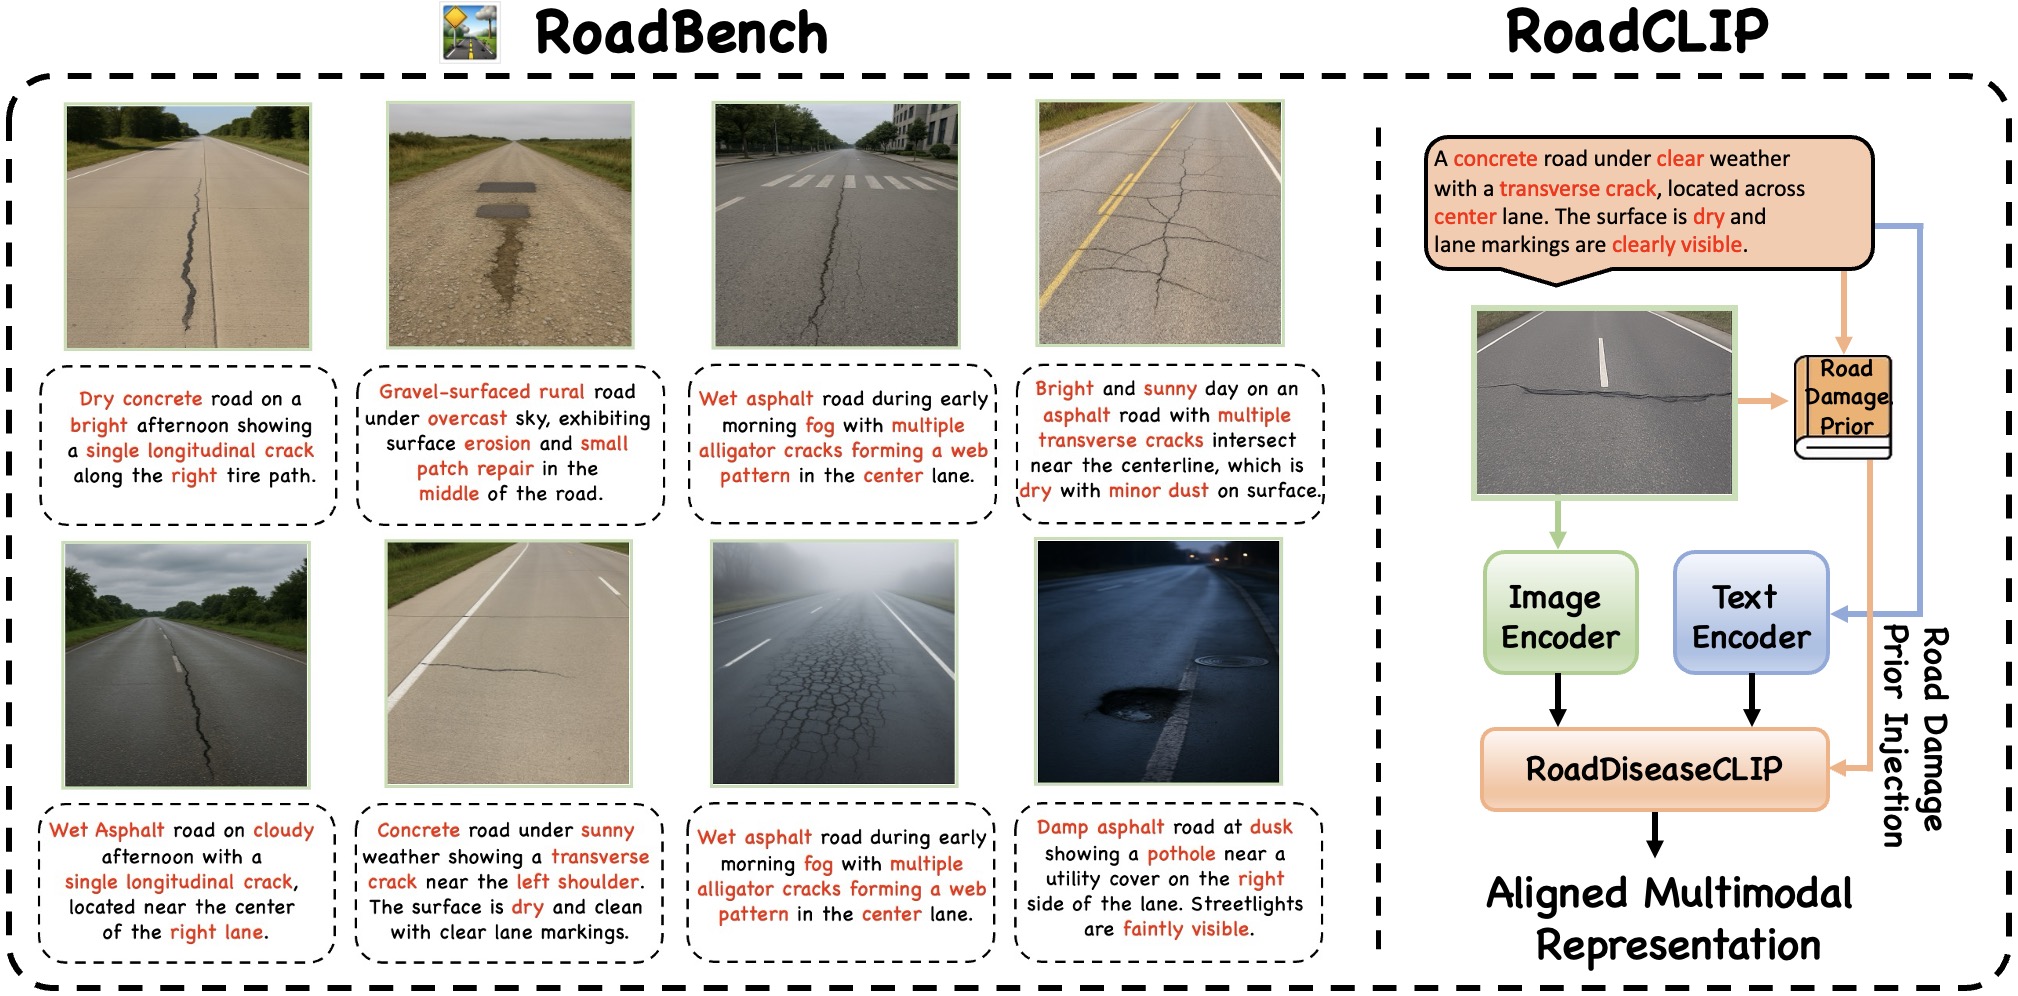 RoadBench
RoadCLIP
Dry concrete road on a
bright afternoon showing
a single longitudinal crack
along the right tire path.
Gravel-surfaced rural road
under overcast sky, exhibiting
surface erosion and small
patch repair in the
middle of the road.
Wet asphalt road during early
morning fog with multiple
alligator cracks forming a web
pattern in the center lane.
Bright and sunny day on an
asphalt road with multiple
transverse cracks intersect
near the centerline, which is
dry with minor dust on surface.
Wet Asphalt road on cloudy
afternoon with a
single longitudinal crack,
located near the center
of the right lane.
Concrete road under sunny
weather showing a transverse
crack near the left shoulder.
The surface is dry and clean
with clear lane markings.
Wet asphalt road during early
morning fog with multiple
alligator cracks forming a web
pattern in the center lane.
Damp asphalt road at dusk
showing a pothole near a
utility cover on the right
side of the lane. Streetlights
are faintly visible.
A concrete road under clear weather
with a transverse crack, located across
center lane. The surface is dry and
lane markings are clearly visible.
Road
Damage
Prior
Image
Encoder
Text
Encoder
Road Damage
Prior Injection
RoadDiseaseCLIP
Aligned Multimodal
Representation